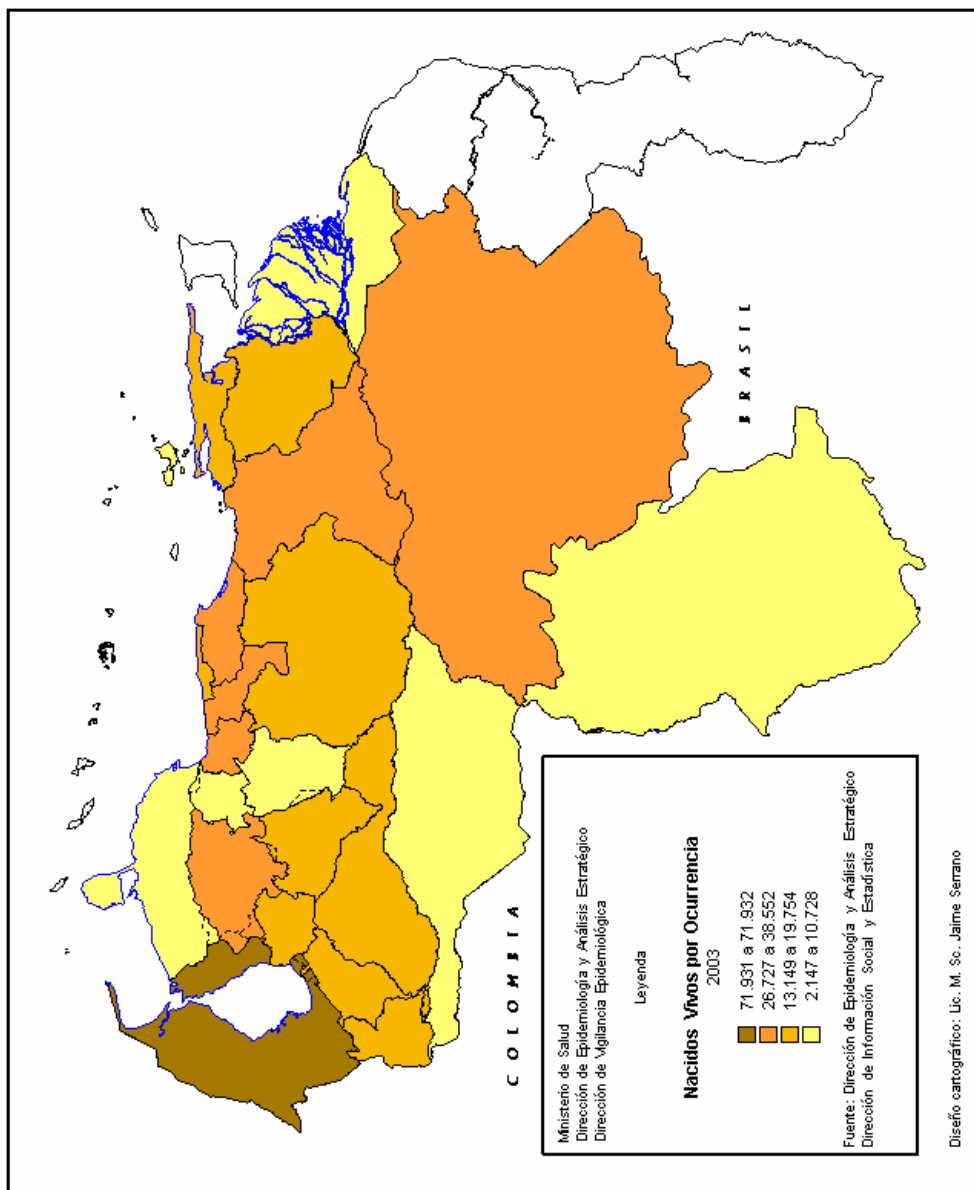 BRASIL
COLOMBIA
Ministerio de Salud
Dirección de Epidemiología y Análisis Estratégico
Dirección de Vigilancia Epidemiológica
Leyenda
Nacidos Vivos por Ocurrencia
2003
71.931 a 71.932
26.727 a 38.552
13.149 a 19.754
2.147 a 10.728
Fuente: Dirección de Epidemiología y Análisis Estratégico
Dirección de Información Social y Estadística
Diseño cartográfico: Lic. M. Sc. Jaime Serrano